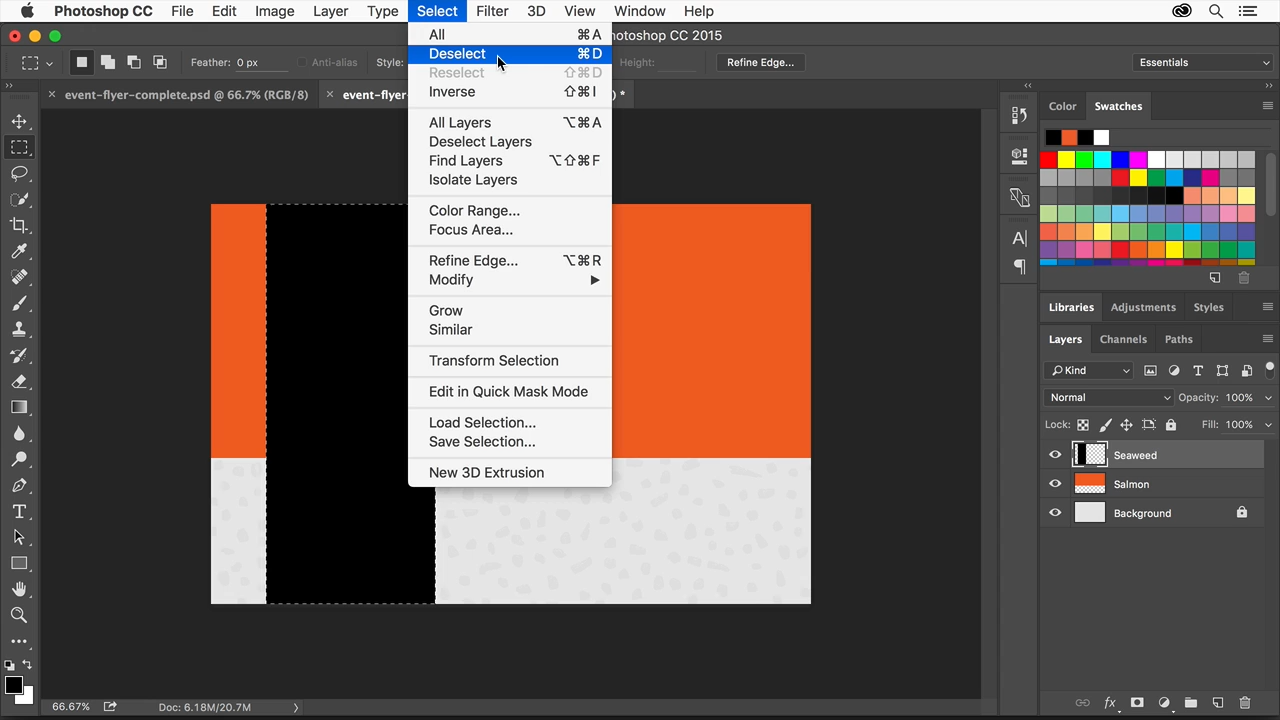 Photoshop CC File Edit Image Layer Type Select Filter 3D View Window Help
otoshop CC 2015
Feather: 0 px Anti-alias Style: Height: Refine Edge... Essentials
× event-flyer-complete.psd @ 66.7% (RGB/8) × event-flyer- ) *
All ⌘A
Deselect ⌘D
Reselect ⇧⌘D
Inverse ⇧⌘I
All Layers ⌥⌘A
Deselect Layers
Find Layers ⌥⇧⌘F
Isolate Layers
Color Range...
Focus Area...
Refine Edge... ⌥⌘R
Modify ▶
Grow
Similar
Transform Selection
Edit in Quick Mask Mode
Load Selection...
Save Selection...
New 3D Extrusion
Color Swatches
Libraries Adjustments Styles
Layers Channels Paths
Kind
Normal Opacity: 100%
Lock: Fill: 100%
Seaweed
Salmon
Background
66.67% Doc: 6.18M/20.7M